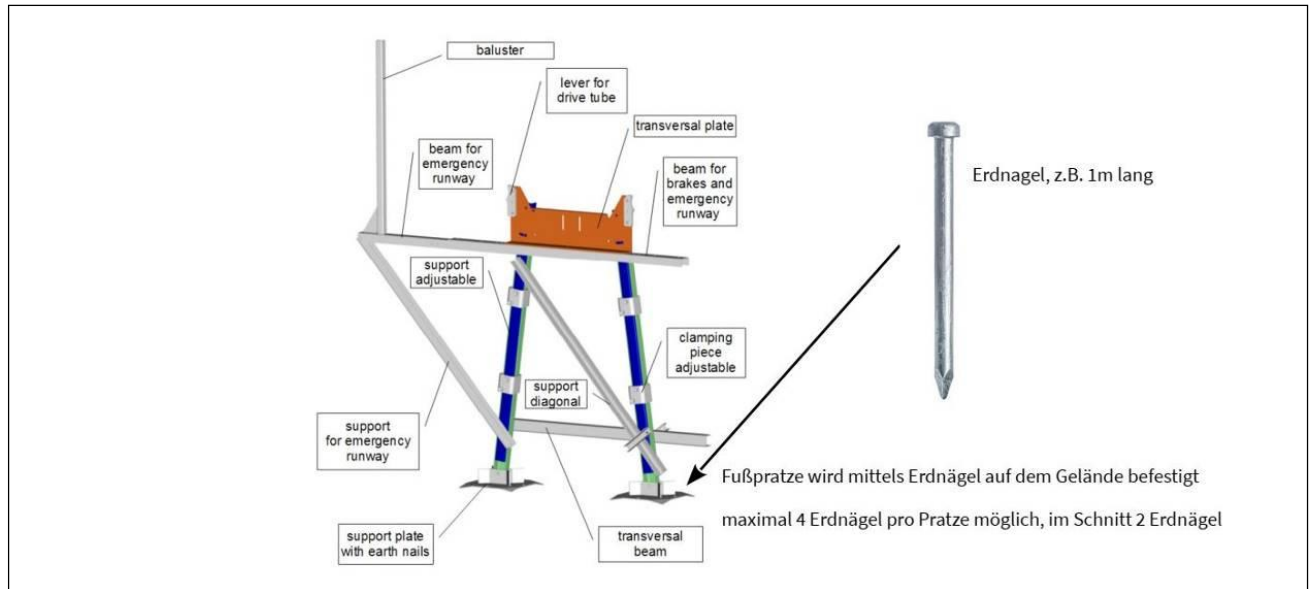 baluster
lever for
drive tube
transversal plate
beam for
emergency
runway
beam for
brakes and
emergency
runway
Erdnagel, z.B. 1m lang
support
adjustable
clamping
piece
adjustable
support
diagonal
support
for emergency
runway
Fußpratze wird mittels Erdnägel auf dem Gelände befestigt
maximal 4 Erdnägel pro Pratze möglich, im Schnitt 2 Erdnägel
support plate
with earth nails
transversal
beam